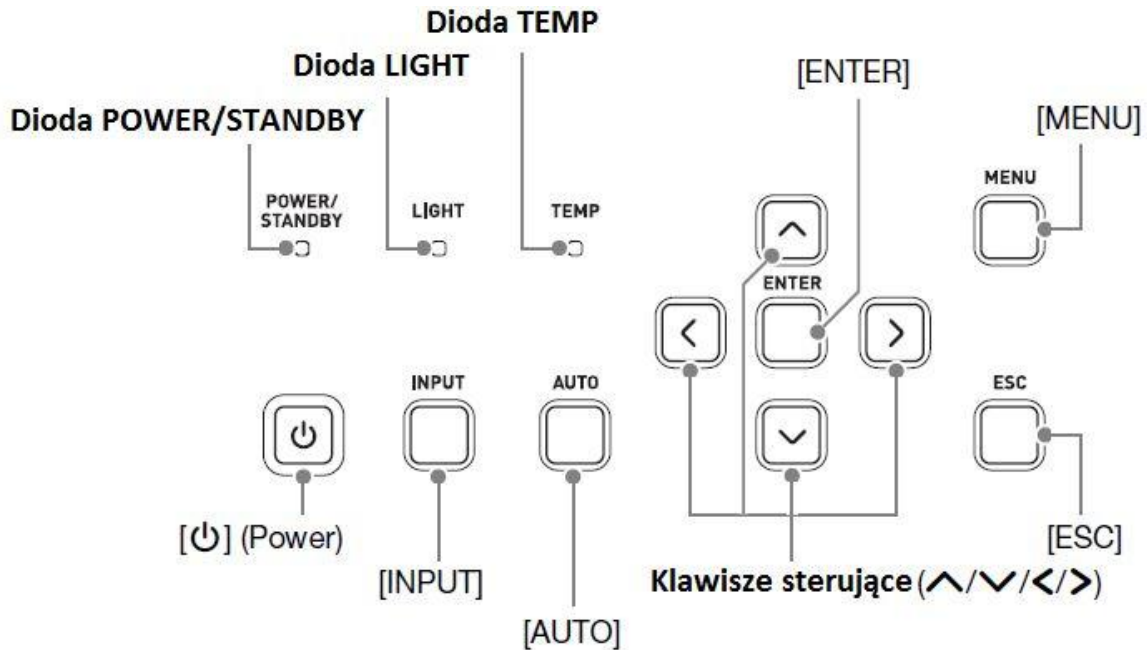 Dioda TEMP
Dioda LIGHT
[ENTER]
Dioda POWER/STANDBY
[MENU]
MENU
POWER/
STANDBY
LIGHT
TEMP
ENTER
INPUT
AUTO
ESC
[⏻] (Power)
[INPUT]
[AUTO]
Klawisze sterujące (∧/∨/</>)
[ESC]